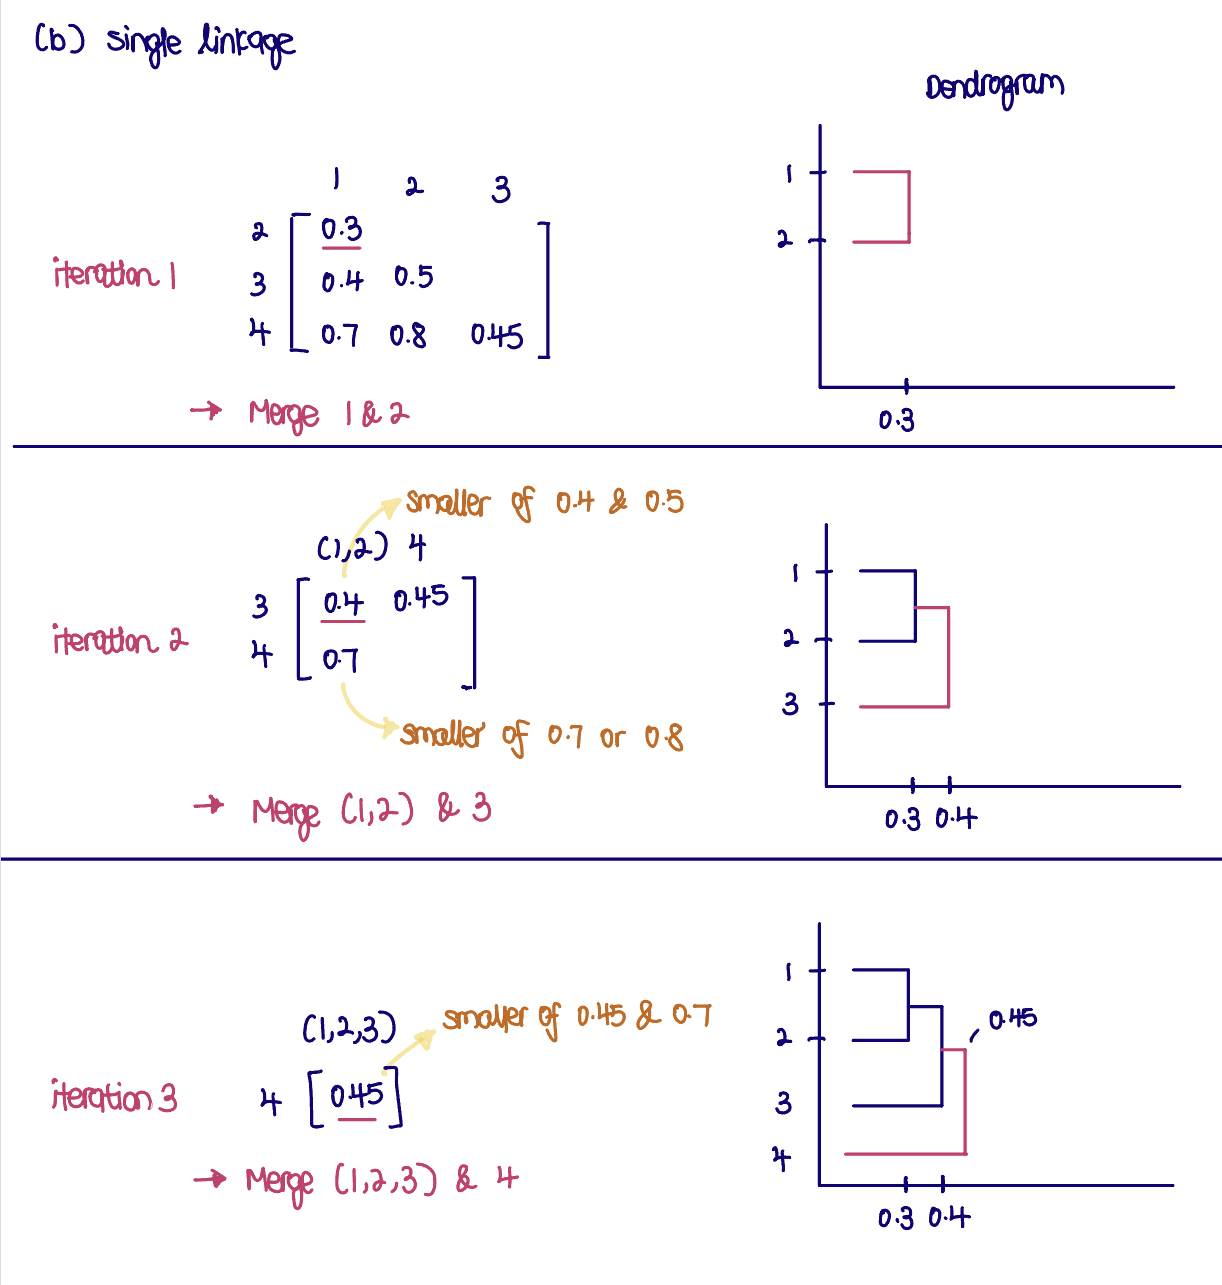 (b) single linkage
Dendrogram
1 2 3
2 0.3
3 0.4 0.5
4 0.7 0.8 0.45
iteration 1
→ Merge 1 & 2
1
2
0.3
smaller of 0.4 & 0.5
(1,2) 4
3 0.4 0.45
4 0.7
iteration 2
smaller of 0.7 or 0.8
→ Merge (1,2) & 3
1
2
3
0.3 0.4
smaller of 0.45 & 0.7
(1,2,3)
4 [0.45]
iteration 3
→ Merge (1,2,3) & 4
1
2
3
4
0.45
0.3 0.4